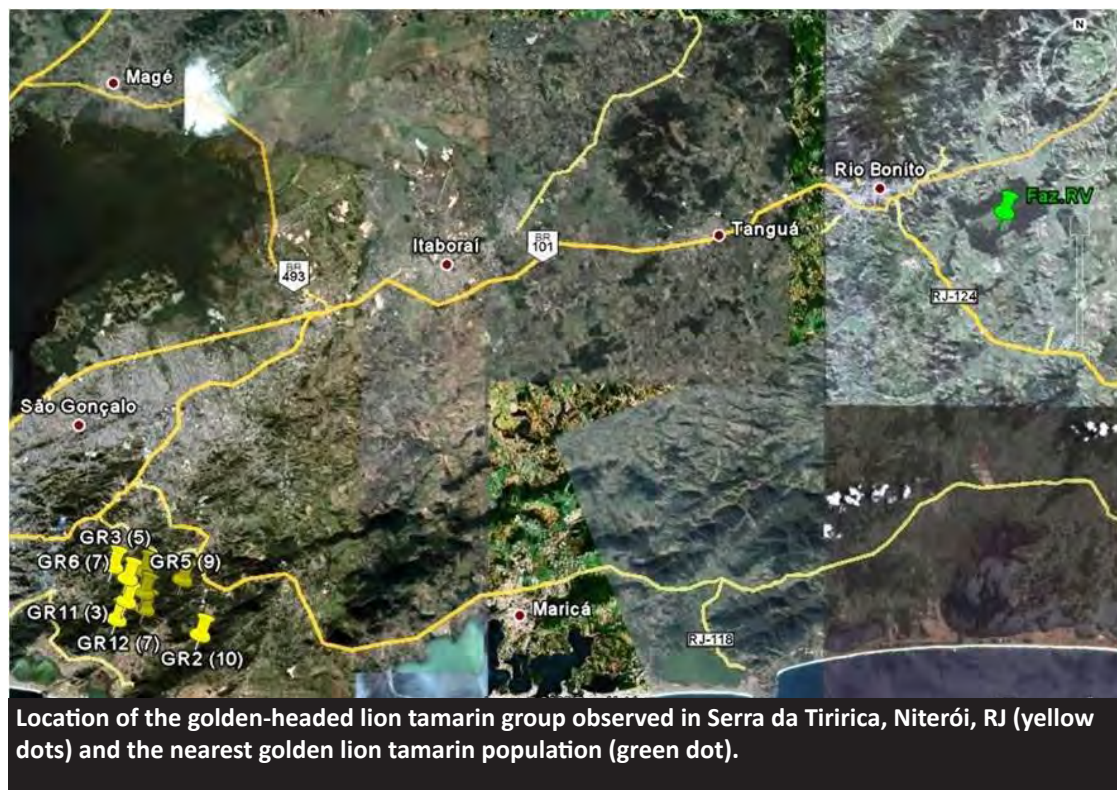 N
Magé
Rio Bonito
Faz.RV
Tanguá
Itaboraí
BR
101
BR
493
RJ-124
São Gonçalo
GR3 (5)
GR6 (7)
GR5 (9)
GR11 (3)
GR12 (7)
GR2 (10)
Maricá
RJ-118
Location of the golden-headed lion tamarin group observed in Serra da Tiririca, Niterói, RJ (yellow
dots) and the nearest golden lion tamarin population (green dot).